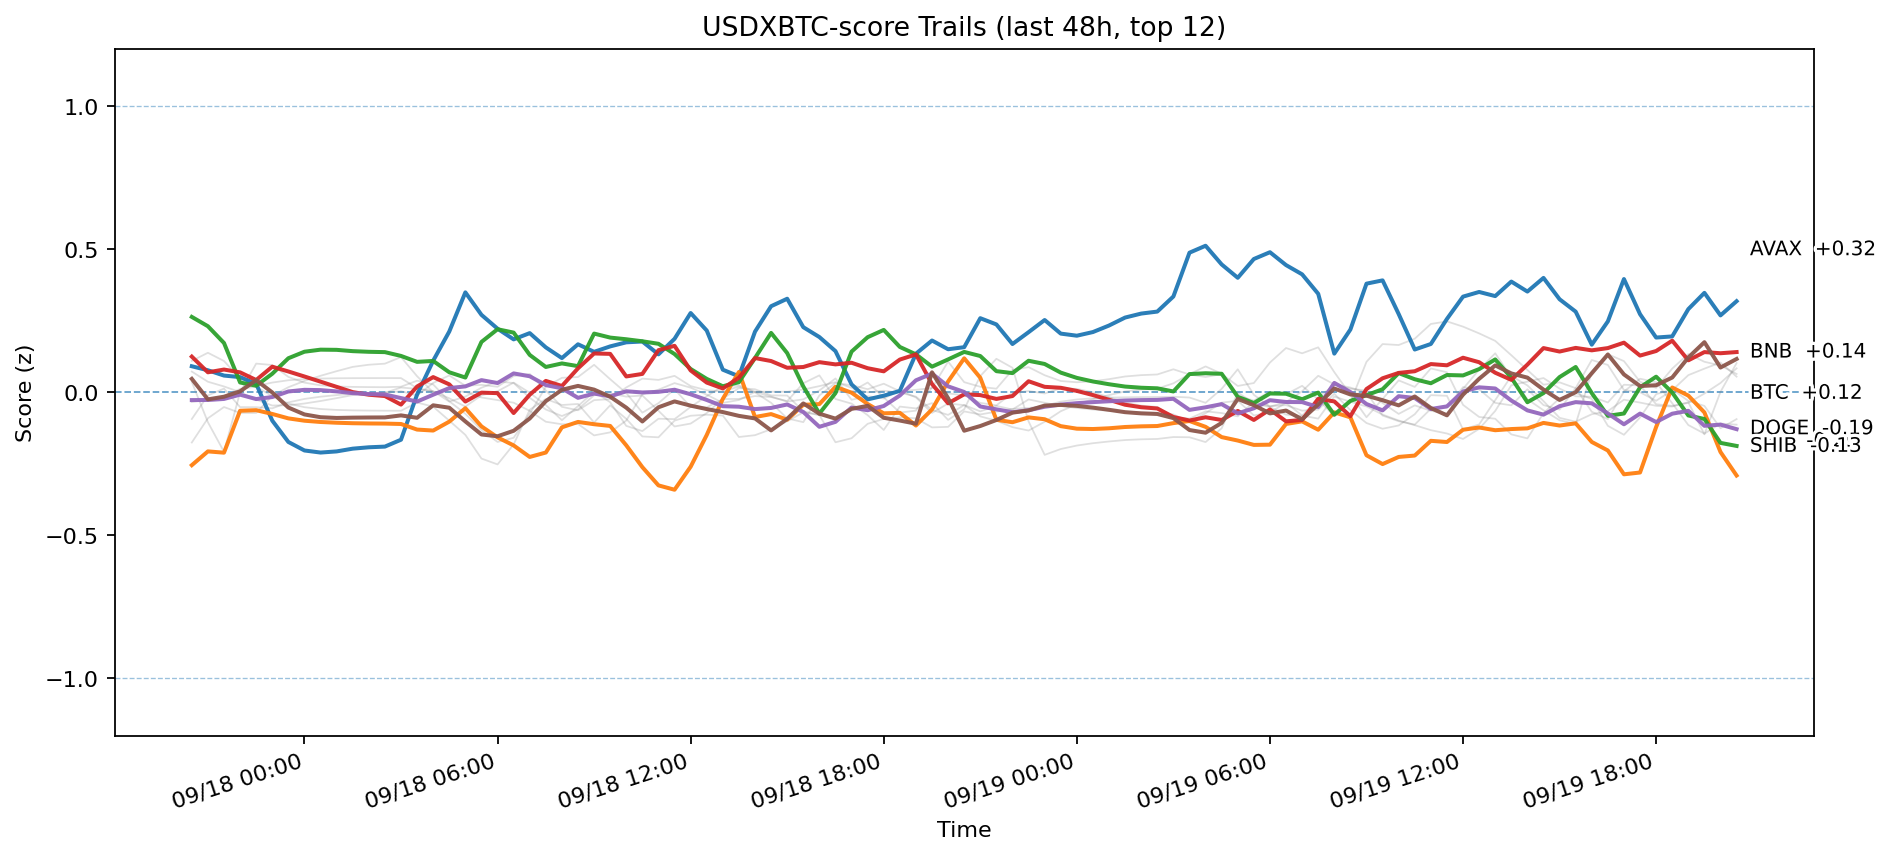 USDXBTC-score Trails (last 48h, top 12)
Score (z)
1.0
0.5
0.0
−0.5
−1.0
AVAX +0.32
BNB +0.14
BTC +0.12
DOGE -0.19
SHIB -0.13
09/18 00:00
09/18 06:00
09/18 12:00
09/18 18:00
09/19 00:00
09/19 06:00
09/19 12:00
09/19 18:00
Time